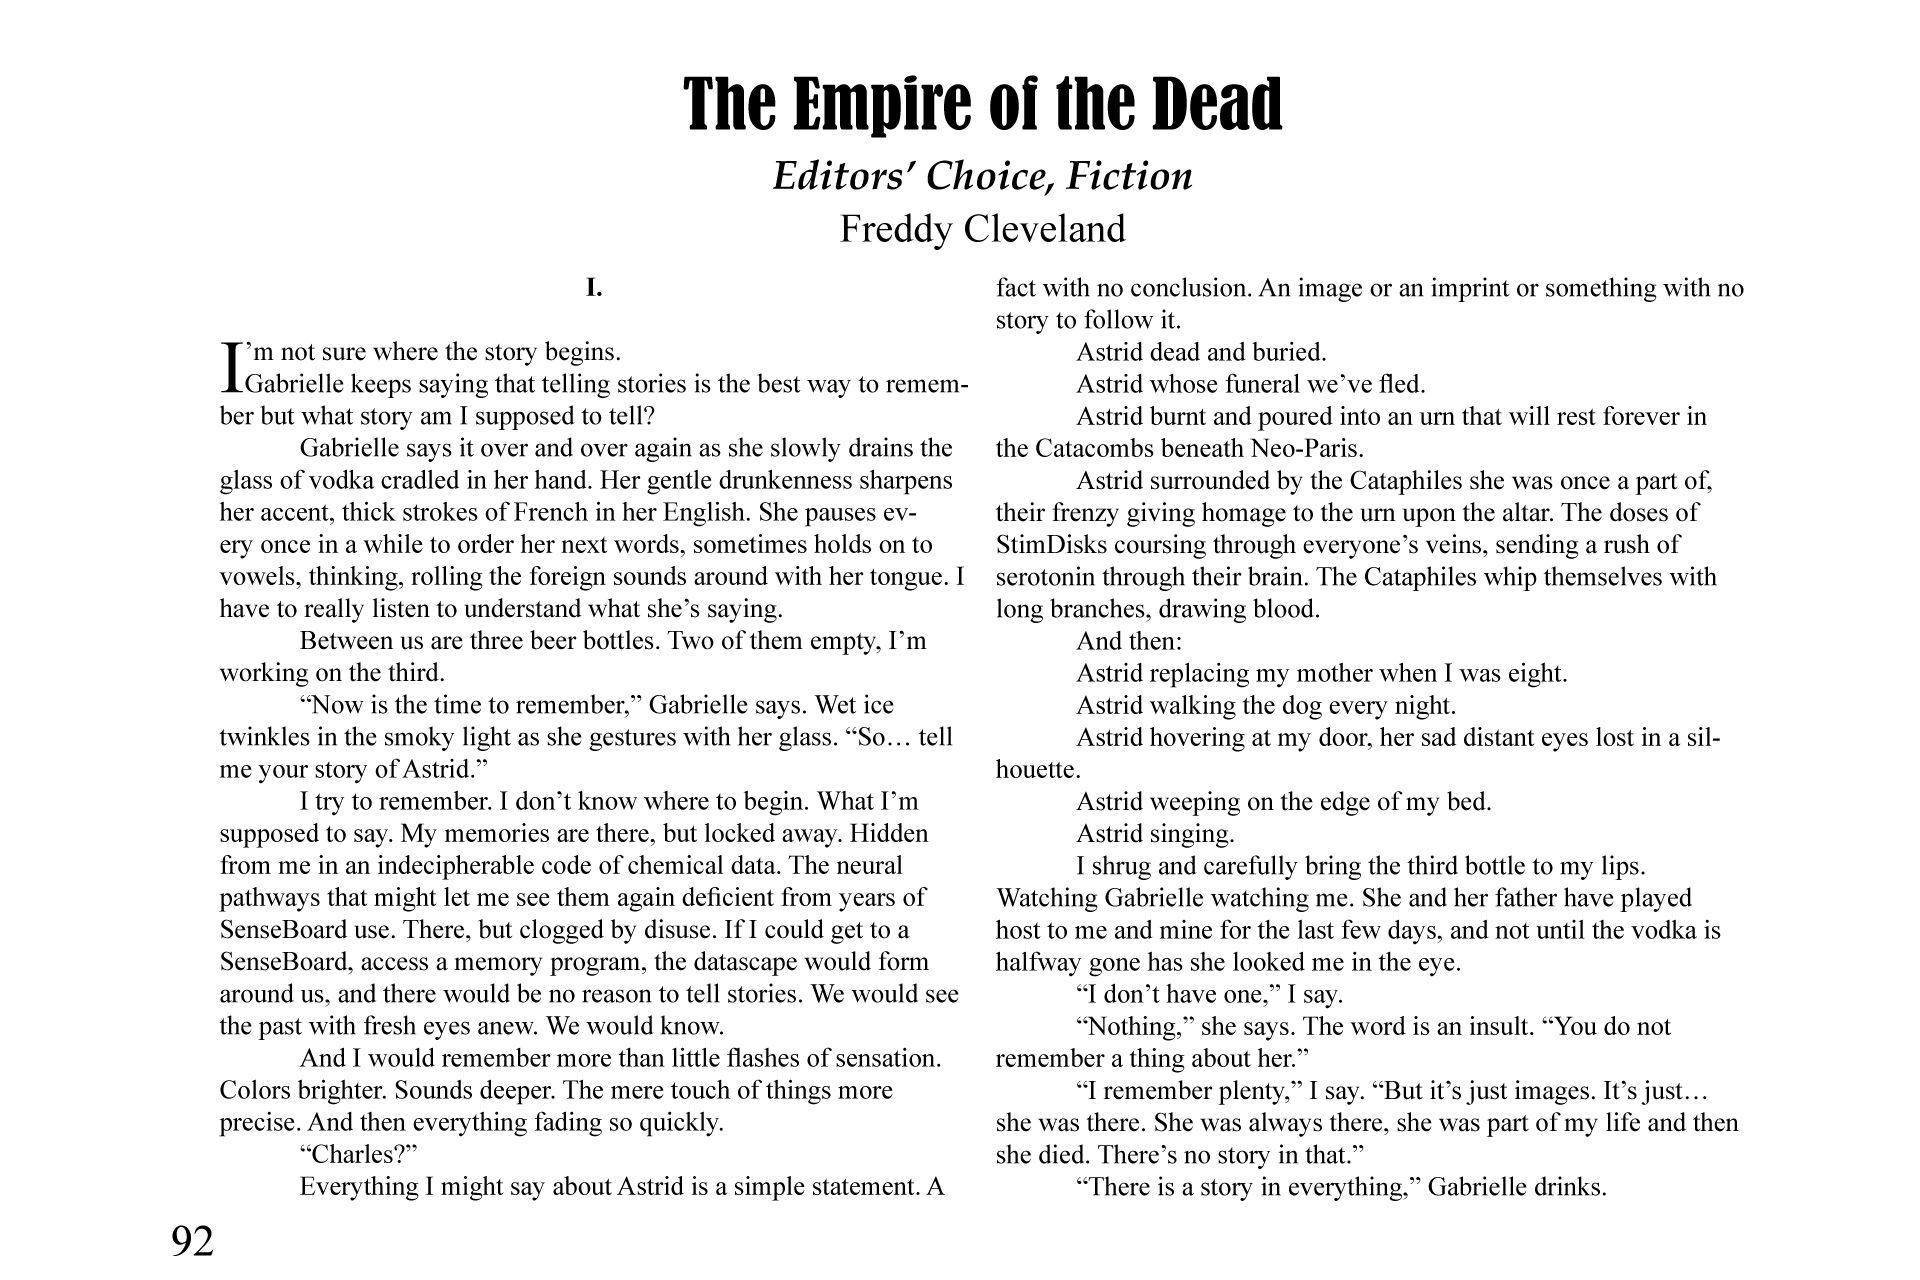 The Empire of the Dead
Editors’ Choice, Fiction
Freddy Cleveland
I.
I’m not sure where the story begins.
Gabrielle keeps saying that telling stories is the best way to remem-
ber but what story am I supposed to tell?
Gabrielle says it over and over again as she slowly drains the
glass of vodka cradled in her hand. Her gentle drunkenness sharpens
her accent, thick strokes of French in her English. She pauses ev-
ery once in a while to order her next words, sometimes holds on to
vowels, thinking, rolling the foreign sounds around with her tongue. I
have to really listen to understand what she’s saying.
Between us are three beer bottles. Two of them empty, I’m
working on the third.
“Now is the time to remember,” Gabrielle says. Wet ice
twinkles in the smoky light as she gestures with her glass. “So… tell
me your story of Astrid.”
I try to remember. I don’t know where to begin. What I’m
supposed to say. My memories are there, but locked away. Hidden
from me in an indecipherable code of chemical data. The neural
pathways that might let me see them again deficient from years of
SenseBoard use. There, but clogged by disuse. If I could get to a
SenseBoard, access a memory program, the datascape would form
around us, and there would be no reason to tell stories. We would see
the past with fresh eyes anew. We would know.
And I would remember more than little flashes of sensation.
Colors brighter. Sounds deeper. The mere touch of things more
precise. And then everything fading so quickly.
“Charles?”
Everything I might say about Astrid is a simple statement. A
fact with no conclusion. An image or an imprint or something with no
story to follow it.
Astrid dead and buried.
Astrid whose funeral we’ve fled.
Astrid burnt and poured into an urn that will rest forever in
the Catacombs beneath Neo-Paris.
Astrid surrounded by the Cataphiles she was once a part of,
their frenzy giving homage to the urn upon the altar. The doses of
StimDisks coursing through everyone’s veins, sending a rush of
serotonin through their brain. The Cataphiles whip themselves with
long branches, drawing blood.
And then:
Astrid replacing my mother when I was eight.
Astrid walking the dog every night.
Astrid hovering at my door, her sad distant eyes lost in a sil-
houette.
Astrid weeping on the edge of my bed.
Astrid singing.
I shrug and carefully bring the third bottle to my lips.
Watching Gabrielle watching me. She and her father have played
host to me and mine for the last few days, and not until the vodka is
halfway gone has she looked me in the eye.
“I don’t have one,” I say.
“Nothing,” she says. The word is an insult. “You do not
remember a thing about her.”
“I remember plenty,” I say. “But it’s just images. It’s just…
she was there. She was always there, she was part of my life and then
she died. There’s no story in that.”
“There is a story in everything,” Gabrielle drinks.
92